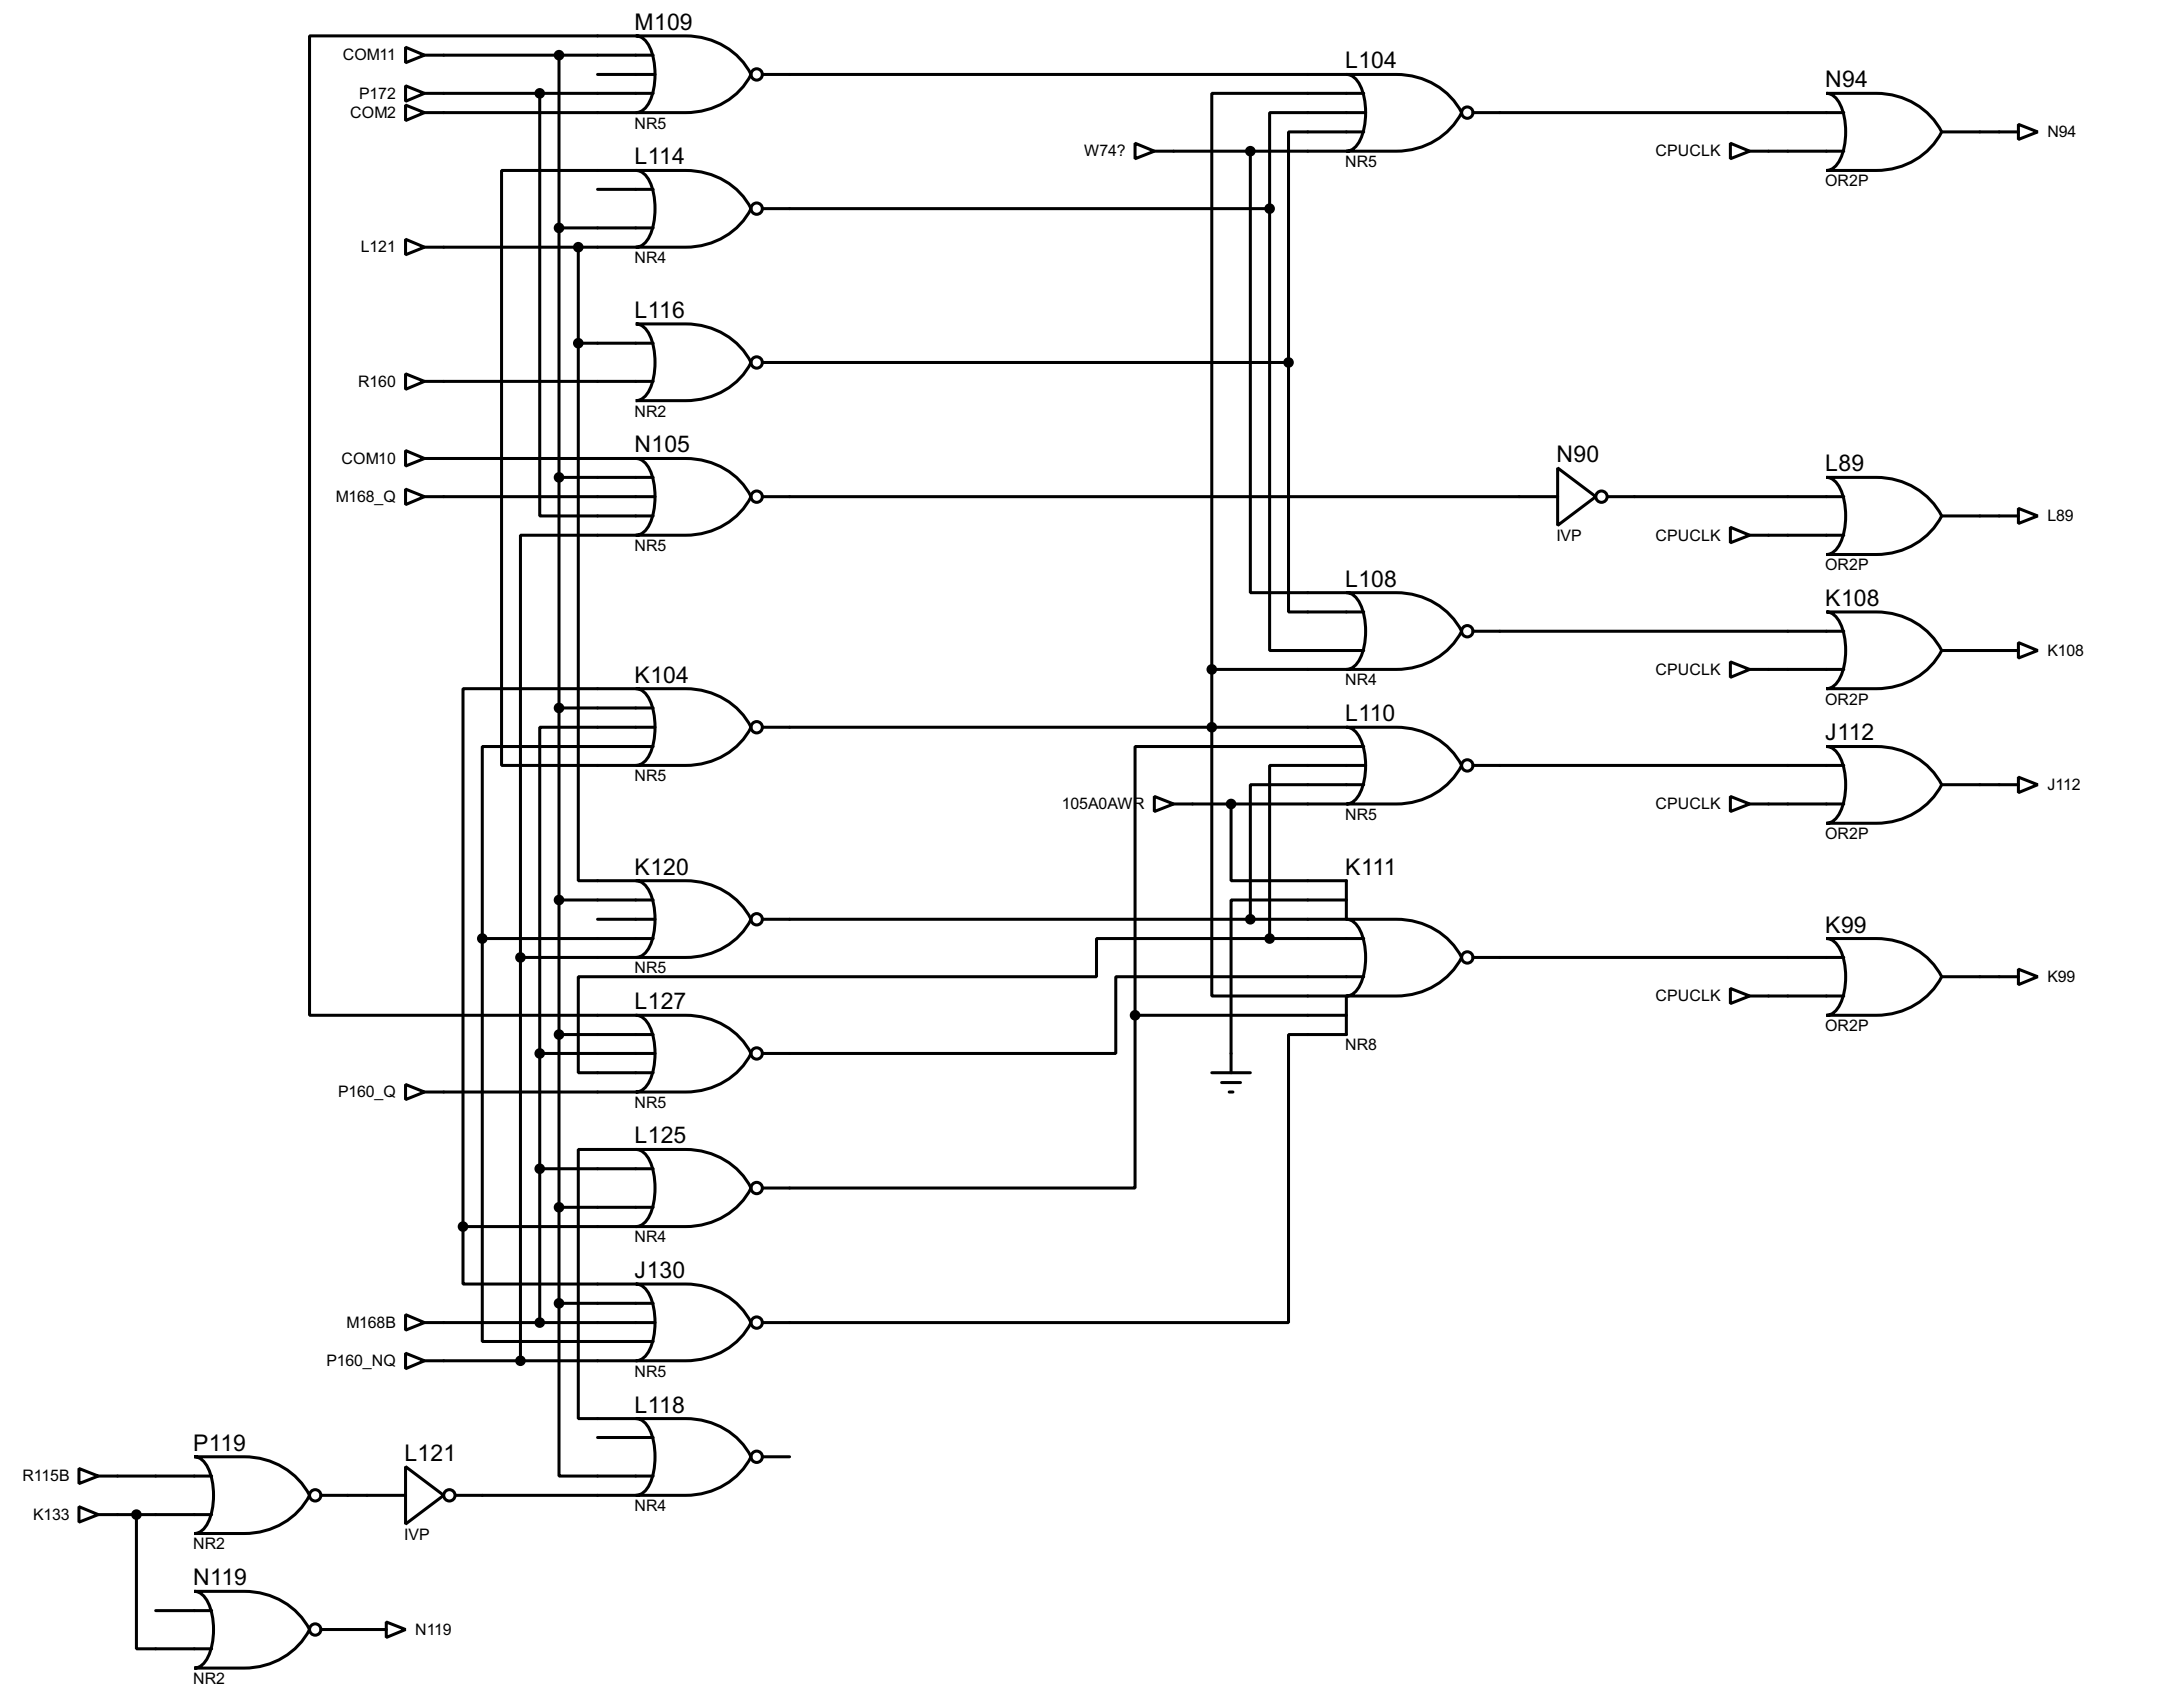 M109
COM11
P172
COM2
NR5
L104
W74?
NR5
N94
CPUCLK
N94
OR2P
L114
L121
NR4
L116
R160
NR2
N105
COM10
M168_Q
NR5
N90
IVP
L89
CPUCLK
L89
OR2P
L108
NR4
K108
CPUCLK
K108
OR2P
K104
NR5
L110
105A0AWR
NR5
J112
CPUCLK
J112
OR2P
K120
NR5
K111
NR8
K99
CPUCLK
K99
OR2P
L127
P160_Q
NR5
L125
NR4
J130
M168B
P160_NQ
NR5
L118
NR4
P119
R115B
K133
NR2
L121
IVP
N119
N119
NR2